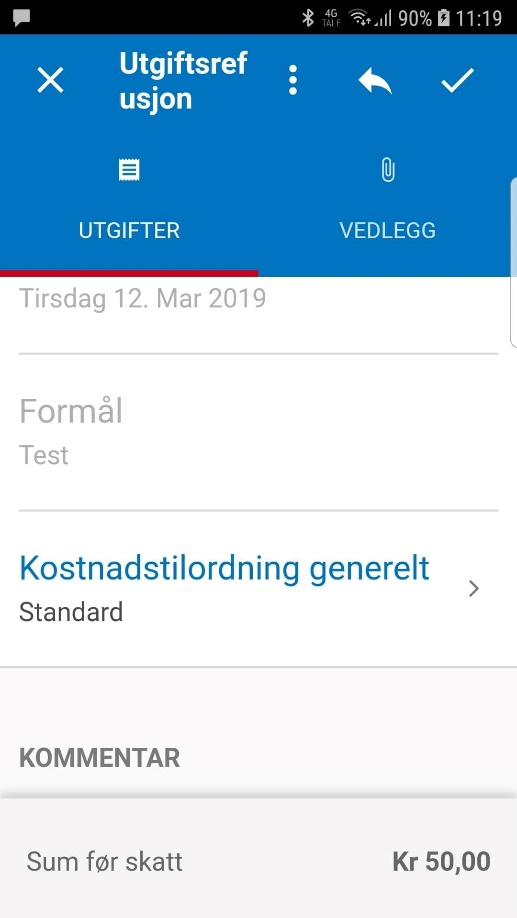 4G
90% 11:19
Utgiftsref
usjon
UTGIFTER VEDLEGG
Tirsdag 12. Mar 2019
Formål
Test
Kostnadstilordning generelt
Standard
KOMMENTAR
Sum før skatt Kr 50,00